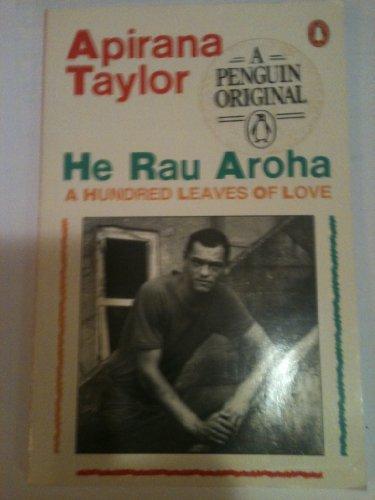 Apirana
Taylor
A
PENGUIN
ORIGINAL
He Rau Aroha
A HUNDRED LEAVES OF LOVE